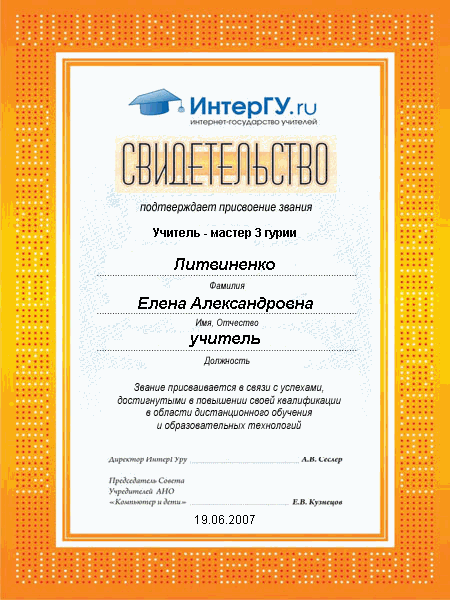 ИнтерГУ.ru
интернет-государство учителей
СВИДЕТЕЛЬСТВО
подтверждает присвоение звания
Учитель - мастер 3 гурии
Литвиненко
Фамилия
Елена Александровна
Имя, Отчество
учитель
Должность
Звание присваивается в связи с успехами,
достигнутыми в повышении своей квалификации
в области дистанционного обучения
и образовательных технологий
Директор ИнтерГУру А.В. Сеслер
Председатель Совета
Учредителей АНО
«Компьютер и дети» Е.В. Кузнецов
19.06.2007